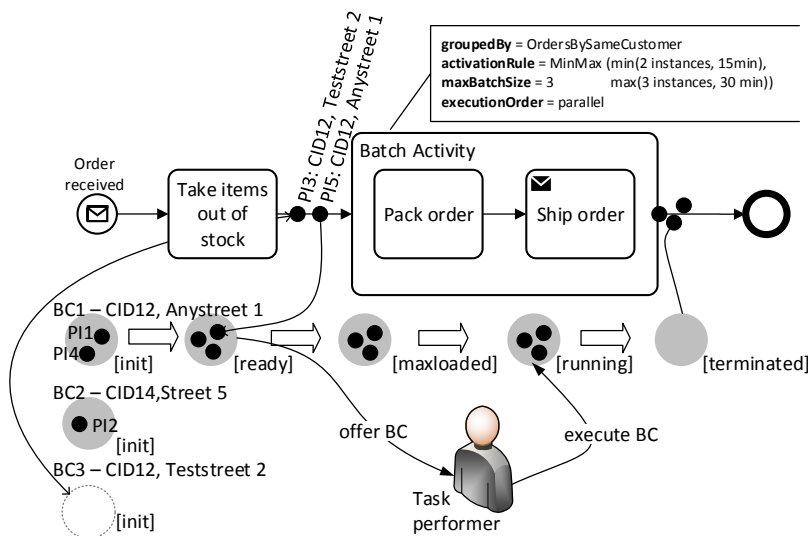 groupedBy = OrdersBySameCustomer
activationRule = MinMax (min(2 instances, 15min),
maxBatchSize = 3 max(3 instances, 30 min))
executionOrder = parallel
PI3: CID12, Teststreet 2
PI5: CID12, Anystreet 1
Order
received
Take items
out of
stock
Batch Activity
Pack order
Ship order
BC1 – CID12, Anystreet 1
PI1
PI4
[init]
[ready]
[maxloaded]
[running]
[terminated]
BC2 – CID14,Street 5
PI2
[init]
offer BC
execute BC
BC3 – CID12, Teststreet 2
[init]
Task
performer